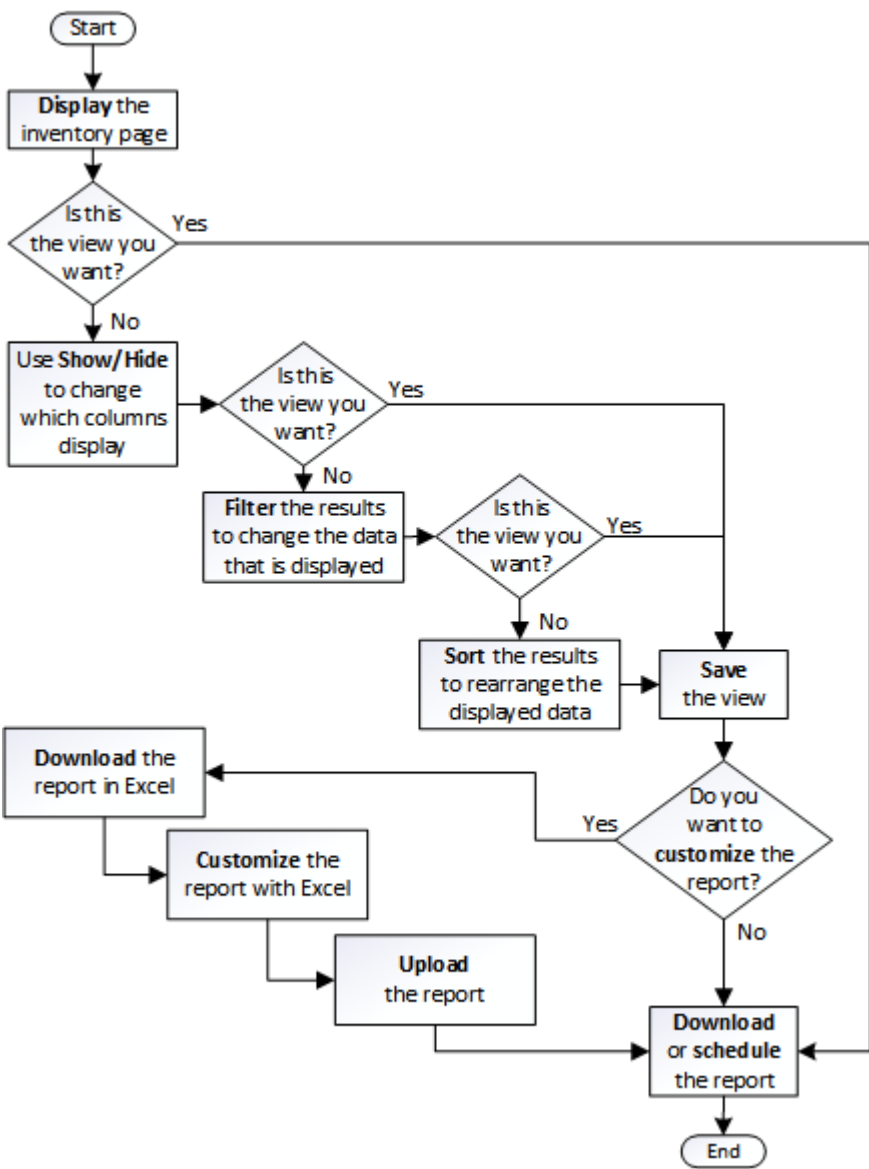 Start
Display the
inventory page
Is this
the view you
want?
Yes
No
Use Show/Hide
to change
which columns
display
Is this
the view you
want?
Yes
No
Filter the results
to change the data
that is displayed
Is this
the view you
want?
Yes
No
Sort the results
to rearrange the
displayed data
Save
the view
Do you
want to
customize the
report?
Yes
No
Download the
report in Excel
Customize the
report with Excel
Upload
the report
Download
or schedule
the report
End